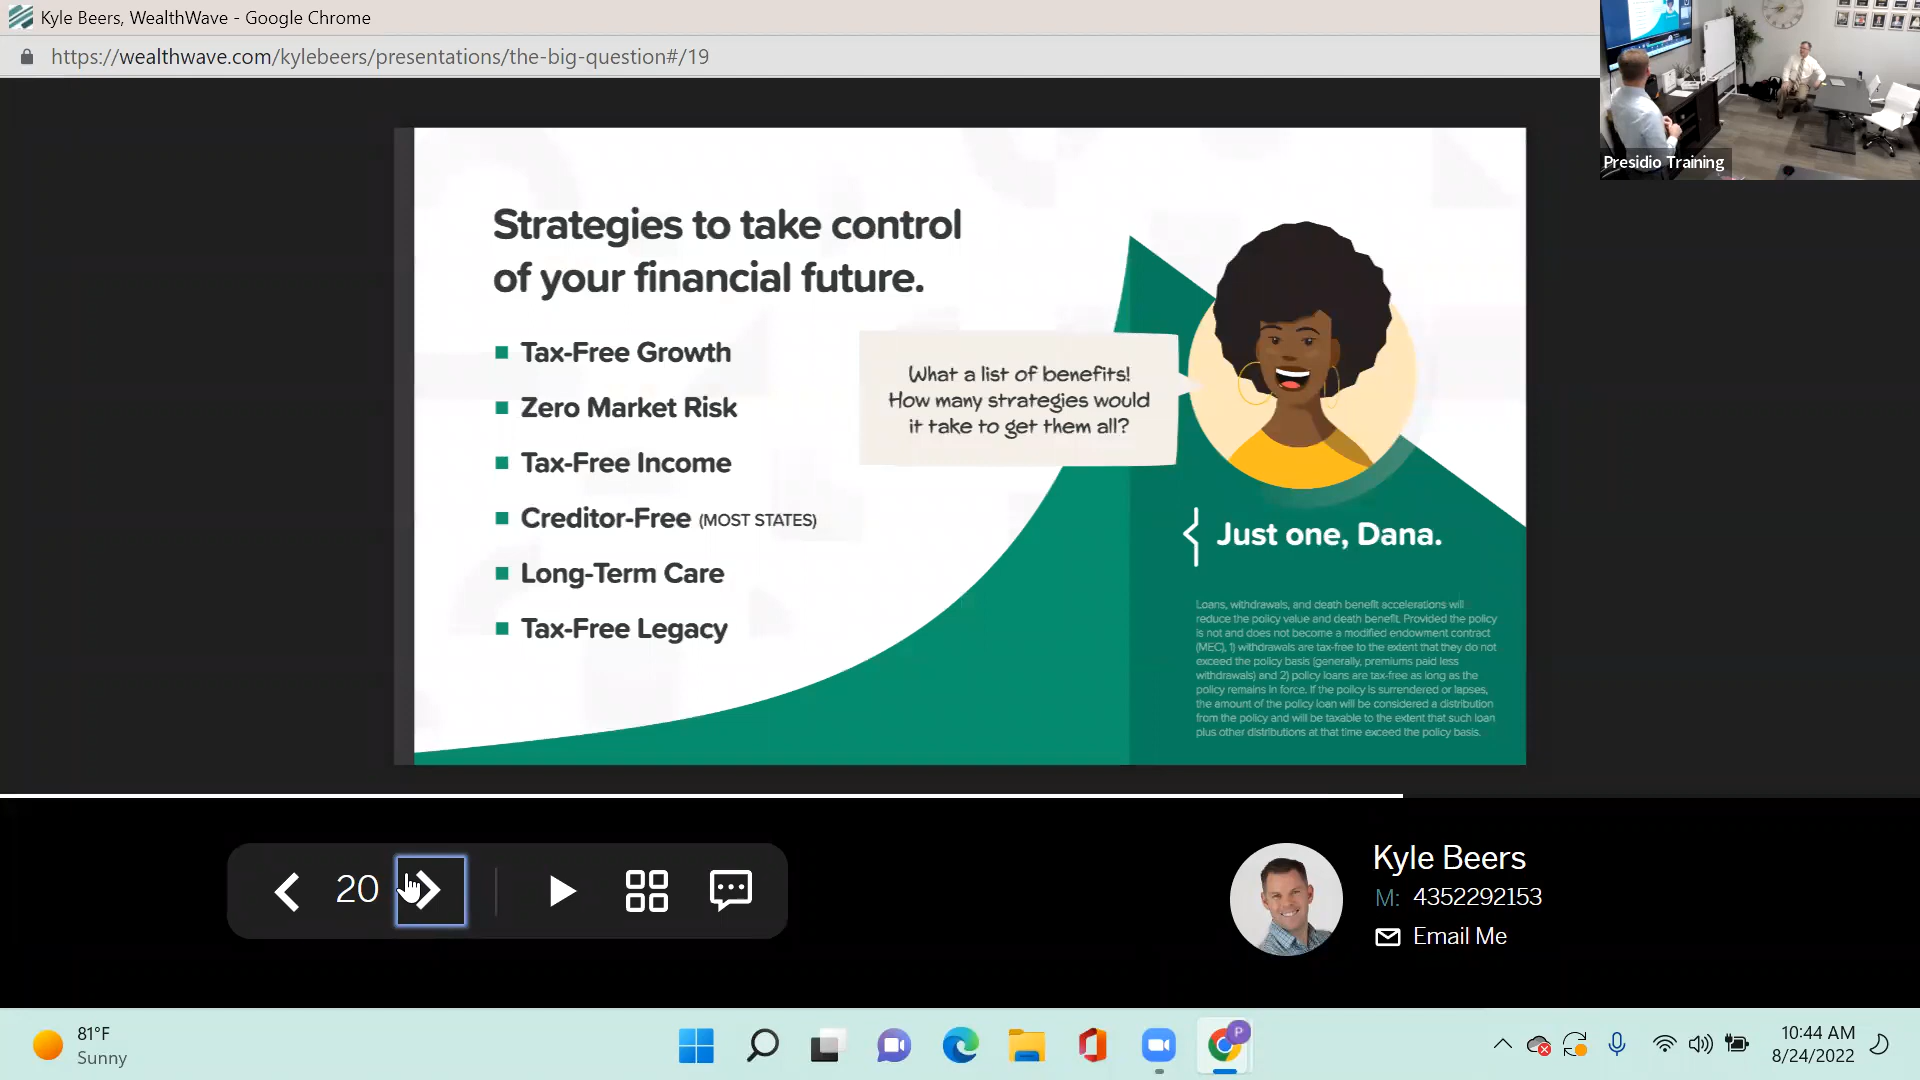 Kyle Beers, WealthWave - Google Chrome
https://wealthwave.com/kylebeers/presentations/the-big-question#/19
Presidio Training
Strategies to take control
of your financial future.
Tax-Free Growth
Zero Market Risk
Tax-Free Income
Creditor-Free (MOST STATES)
Long-Term Care
Tax-Free Legacy
What a list of benefits!
How many strategies would
it take to get them all?
Just one, Dana.
Loans, withdrawals, and death benefit accelerations will
reduce the policy value and death benefit. Provided the policy
is not and does not become a modified endowment contract
(MEC), 1) withdrawals are tax-free to the extent that they do not
exceed the policy basis (generally, premiums paid less
withdrawals) and 2) policy loans are tax-free as long as the
policy remains in force. If the policy is surrendered or lapses,
the amount of the policy loan will be considered a distribution
from the policy and will be taxable to the extent that such loan
plus other distributions at that time exceed the policy basis.
20
Kyle Beers
M: 4352292153
Email Me
81°F
Sunny
P
10:44 AM
8/24/2022